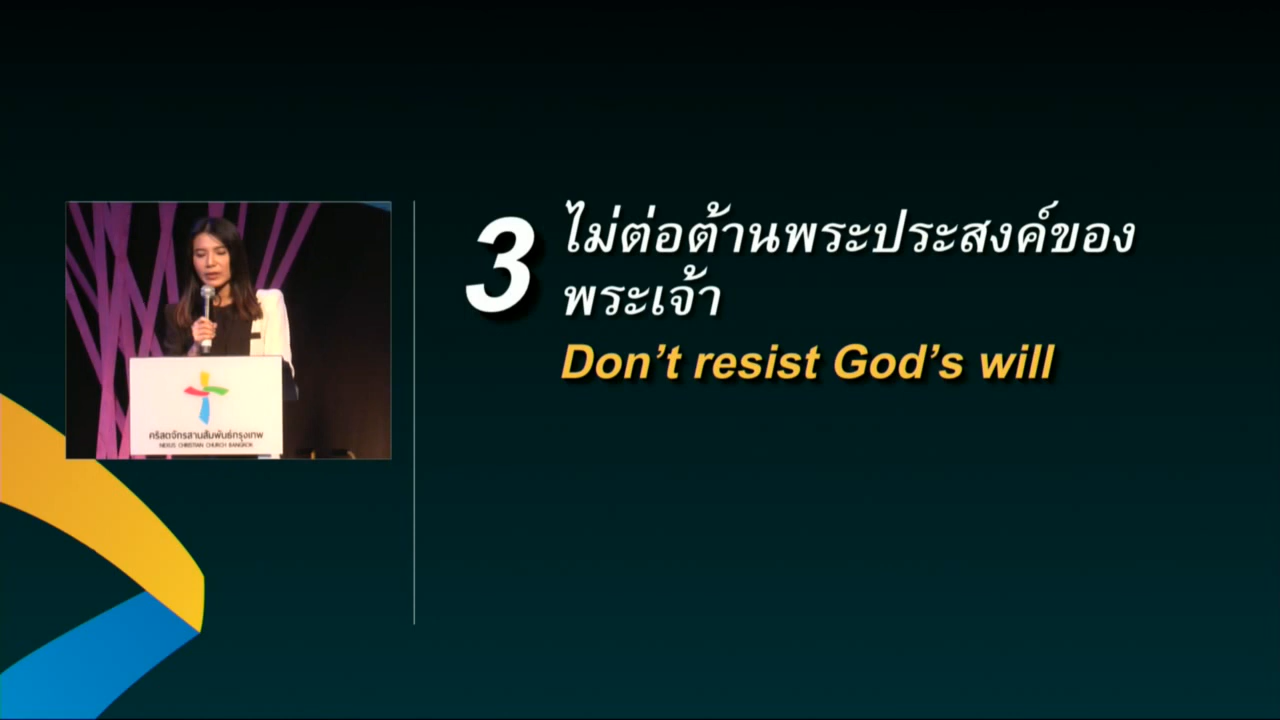 3
ไม่ต่อต้านพระประสงค์ของ
พระเจ้า
Don't resist God's will
คริสตจักรสานสัมพันธ์กรุงเทพ
NEXUS CHRISTIAN CHURCH BANGKOK